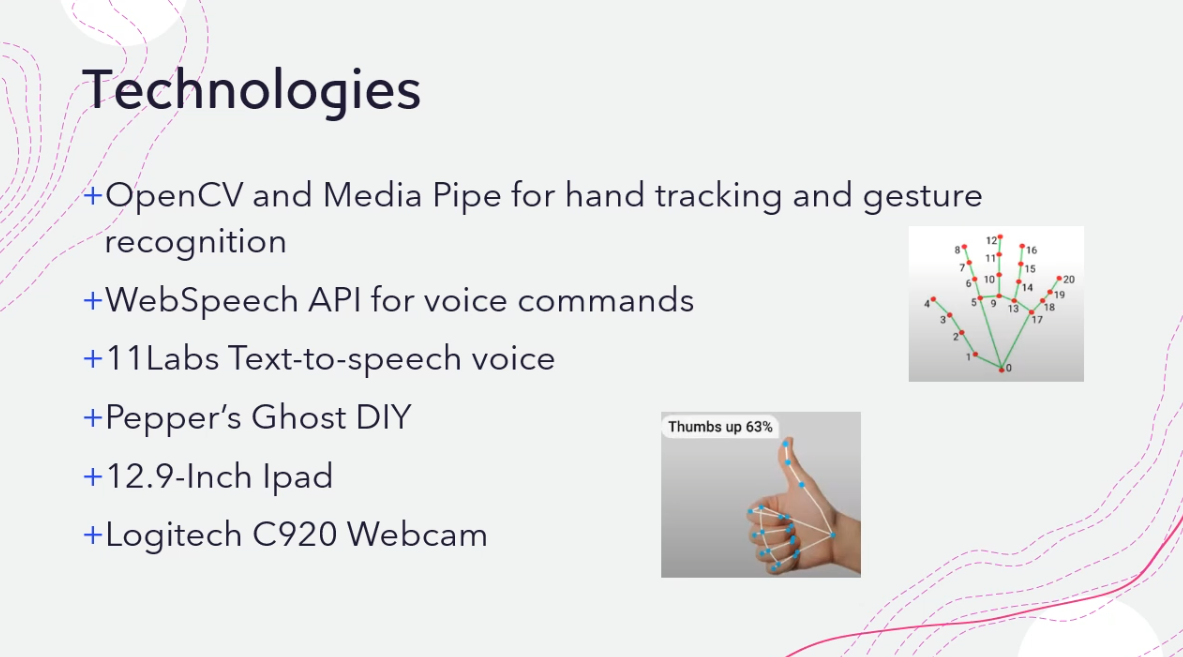 Technologies
+OpenCV and Media Pipe for hand tracking and gesture
recognition
+WebSpeech API for voice commands
+11Labs Text-to-speech voice
+Pepper’s Ghost DIY
+12.9-Inch Ipad
+Logitech C920 Webcam
12
8 16
11
7 15
6 10 14 20
19
4 5 9 13 18
3 17
2
1
0
Thumbs up 63%